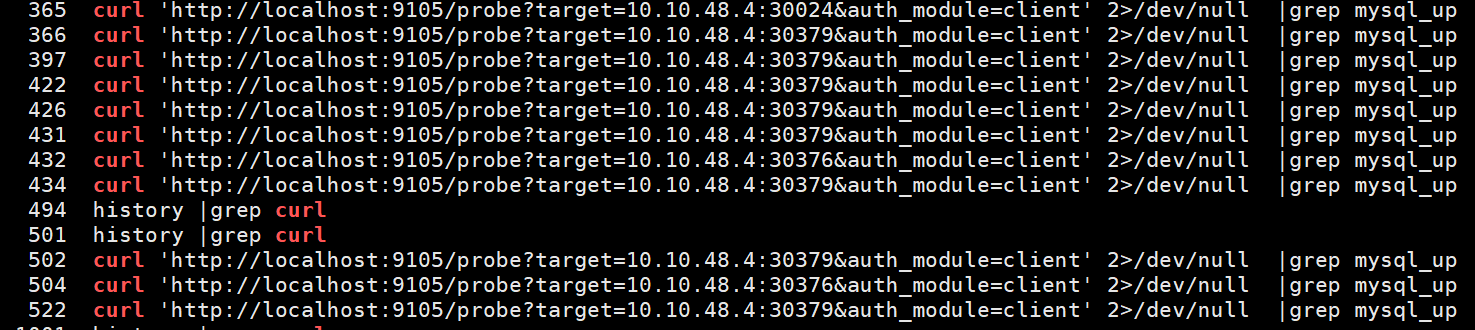 365 curl 'http://localhost:9105/probe?target=10.10.48.4:30024&auth_module=client' 2>/dev/null |grep mysql_up
366 curl 'http://localhost:9105/probe?target=10.10.48.4:30379&auth_module=client' 2>/dev/null |grep mysql_up
397 curl 'http://localhost:9105/probe?target=10.10.48.4:30379&auth_module=client' 2>/dev/null |grep mysql_up
422 curl 'http://localhost:9105/probe?target=10.10.48.4:30379&auth_module=client' 2>/dev/null |grep mysql_up
426 curl 'http://localhost:9105/probe?target=10.10.48.4:30379&auth_module=client' 2>/dev/null |grep mysql_up
431 curl 'http://localhost:9105/probe?target=10.10.48.4:30379&auth_module=client' 2>/dev/null |grep mysql_up
432 curl 'http://localhost:9105/probe?target=10.10.48.4:30376&auth_module=client' 2>/dev/null |grep mysql_up
434 curl 'http://localhost:9105/probe?target=10.10.48.4:30379&auth_module=client' 2>/dev/null |grep mysql_up
494 history |grep curl
501 history |grep curl
502 curl 'http://localhost:9105/probe?target=10.10.48.4:30379&auth_module=client' 2>/dev/null |grep mysql_up
504 curl 'http://localhost:9105/probe?target=10.10.48.4:30376&auth_module=client' 2>/dev/null |grep mysql_up
522 curl 'http://localhost:9105/probe?target=10.10.48.4:30379&auth_module=client' 2>/dev/null |grep mysql_up